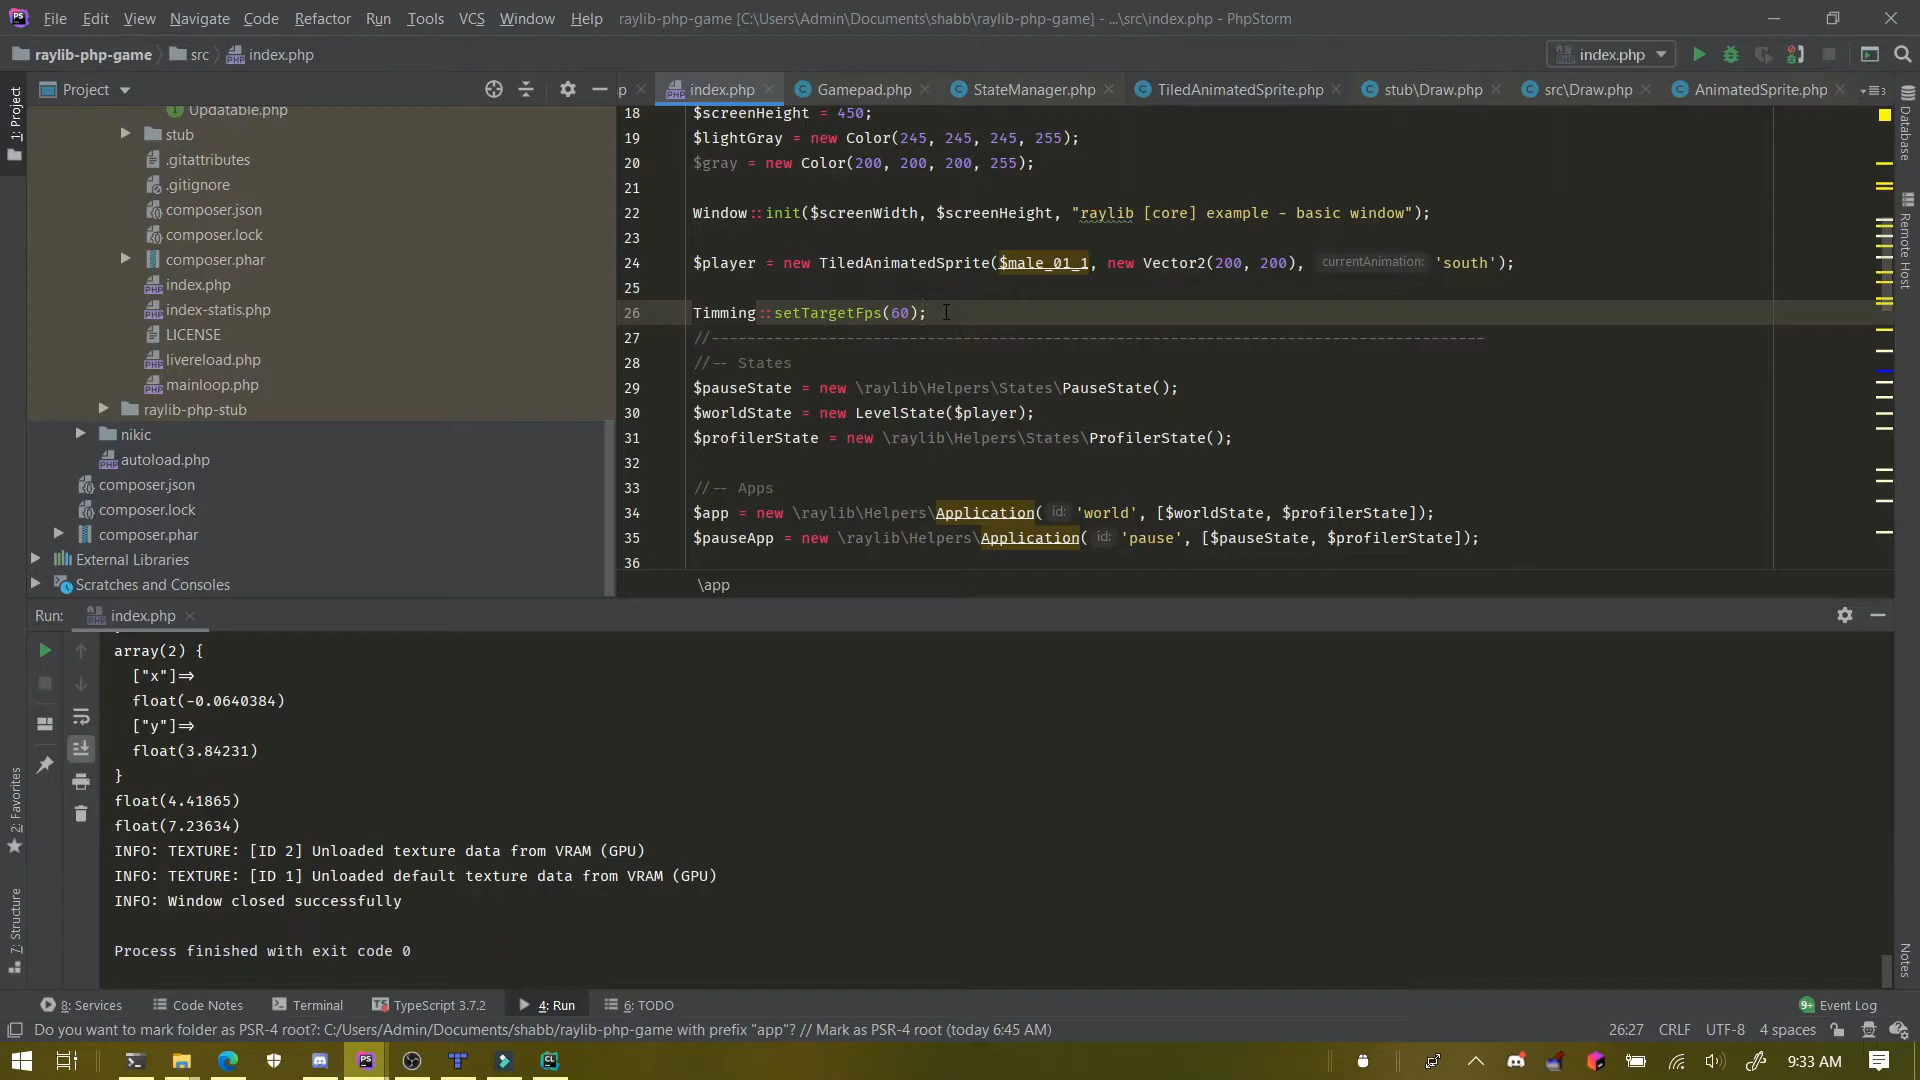 File Edit View Navigate Code Refactor Run Tools VCS Window Help raylib-php-game [C:\Users\Admin\Documents\shabb\raylib-php-game] - ...\src\index.php - PhpStorm
raylib-php-game src index.php index.php
1: Project Project p index.php Gamepad.php StateManager.php TiledAnimatedSprite.php stub\Draw.php src\Draw.php AnimatedSprite.php 3
Updatable.php
stub
.gitattributes
.gitignore
composer.json
composer.lock
composer.phar
index.php
index-statis.php
LICENSE
livereload.php
mainloop.php
raylib-php-stub
nikic
autoload.php
composer.json
composer.lock
composer.phar
External Libraries
Scratches and Consoles
18 $screenHeight = 450;
19 $lightGray = new Color(245, 245, 245, 255);
20 $gray = new Color(200, 200, 200, 255);
21
22 Window::init($screenWidth, $screenHeight, "raylib [core] example - basic window");
23
24 $player = new TiledAnimatedSprite($male_01_1, new Vector2(200, 200), currentAnimation: 'south');
25
26 Timming::setTargetFps(60);
27 //--------------------------------------------------------------------------------------
28 //-- States
29 $pauseState = new \raylib\Helpers\States\PauseState();
30 $worldState = new LevelState($player);
31 $profilerState = new \raylib\Helpers\States\ProfilerState();
32
33 //-- Apps
34 $app = new \raylib\Helpers\Application( id: 'world', [$worldState, $profilerState]);
35 $pauseApp = new \raylib\Helpers\Application( id: 'pause', [$pauseState, $profilerState]);
36
\app
Database
Remote Host
Notes
Run: index.php
array(2) {
["x"]=>
float(-0.0640384)
["y"]=>
float(3.84231)
}
float(4.41865)
float(7.23634)
INFO: TEXTURE: [ID 2] Unloaded texture data from VRAM (GPU)
INFO: TEXTURE: [ID 1] Unloaded default texture data from VRAM (GPU)
INFO: Window closed successfully
Process finished with exit code 0
2: Favorites
7: Structure
8: Services Code Notes Terminal TypeScript 3.7.2 4: Run 6: TODO 9+ Event Log
Do you want to mark folder as PSR-4 root?: C:/Users/Admin/Documents/shabb/raylib-php-game with prefix "app"? // Mark as PSR-4 root (today 6:45 AM) 26:27 CRLF UTF-8 4 spaces
9:33 AM